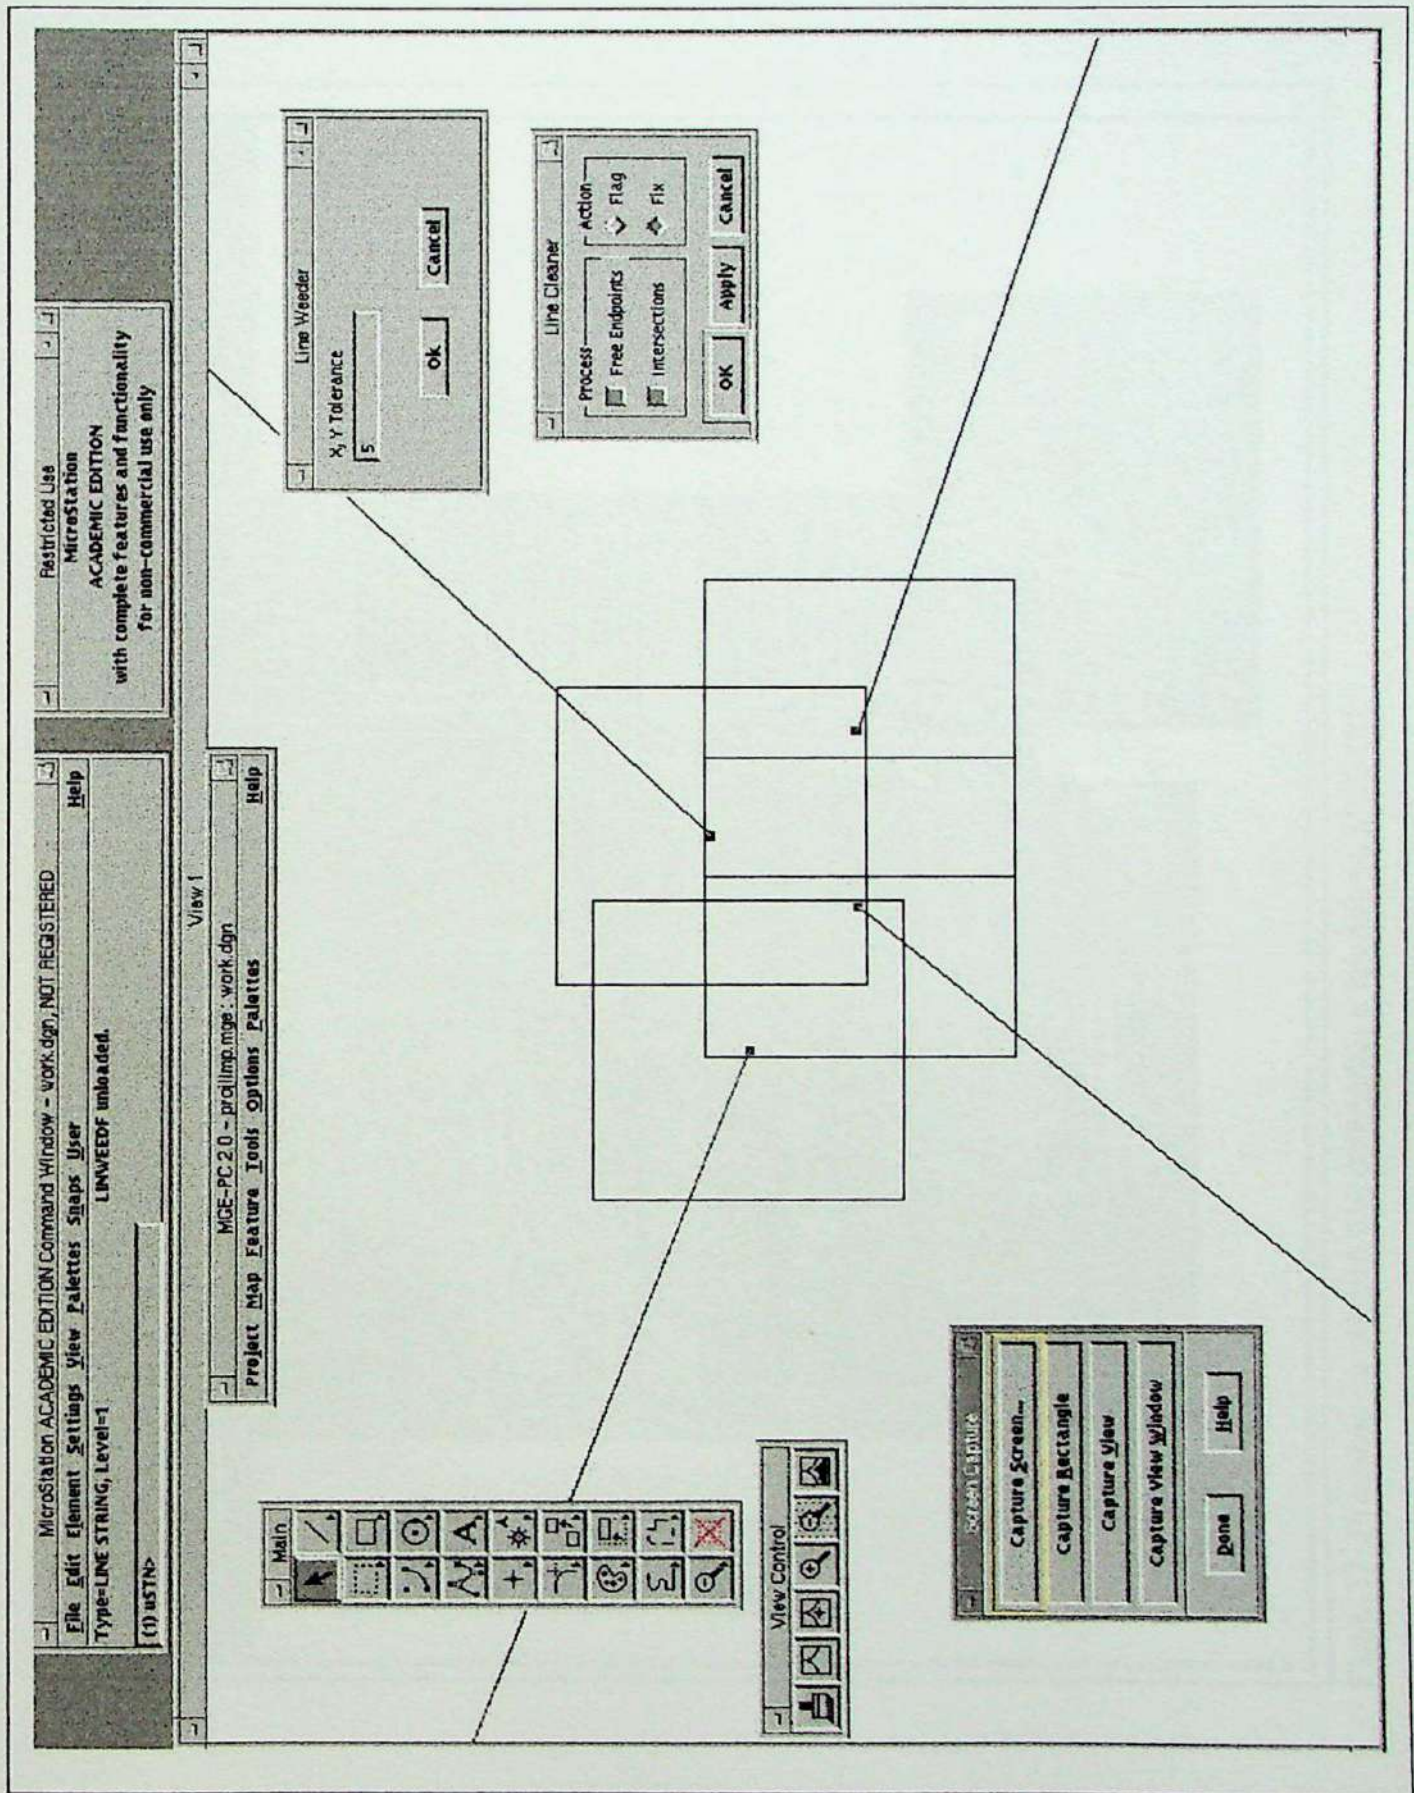 MicroStation ACADEMIC EDITION Command Window - work.dgn, NOT REGISTERED
File Edit Element Settings View Palettes Snaps User Help
Type=LINE STRING, Level=1 LINWEEDF unloaded.
(1) uSTN>
Restricted Use
MicroStation
ACADEMIC EDITION
with complete features and functionality
for non-commercial use only
View 1
MGE-PC 2.0 - projlimp.mge : work.dgn
Project Map Feature Tools Options Palettes Help
Line Weeder
X, Y Tolerance
5
Ok Cancel
Main
A
Line Cleaner
Process Action
Free Endpoints Flag
Intersections Fix
OK Apply Cancel
View Control
Screen Capture
Capture Screen...
Capture Rectangle
Capture View
Capture View Window
Done Help